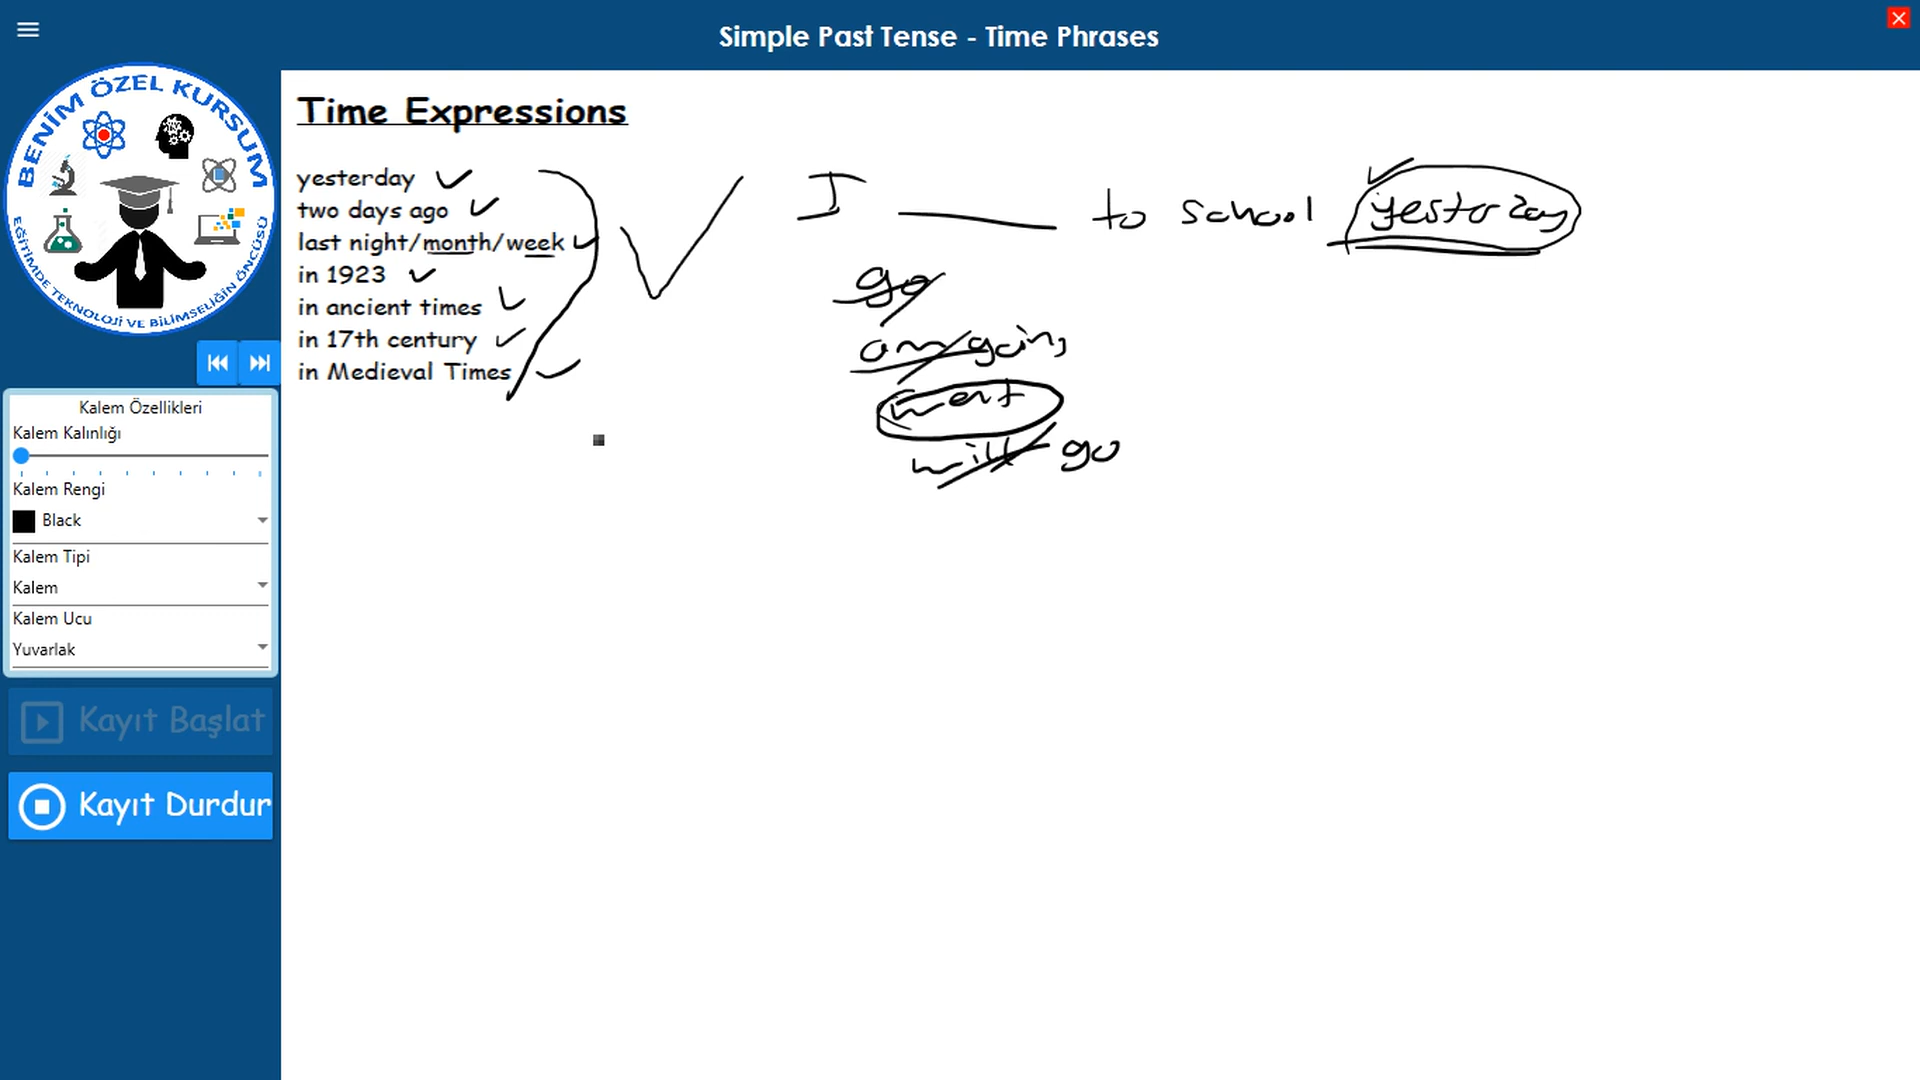 Simple Past Tense - Time Phrases
BENİM ÖZEL KURSUM
EĞİTİMDE TEKNOLOJİ VE BİLİMSELİĞİN ÖNCÜSÜ
Time Expressions
yesterday
two days ago
last night/month/week
in 1923
in ancient times
in 17th century
in Medieval Times
I ______ to school yesterday
go
am going
went
will go
Kalem Özellikleri
Kalem Kalınlığı
Kalem Rengi
Black
Kalem Tipi
Kalem
Kalem Ucu
Yuvarlak
Kayıt Başlat
Kayıt Durdur